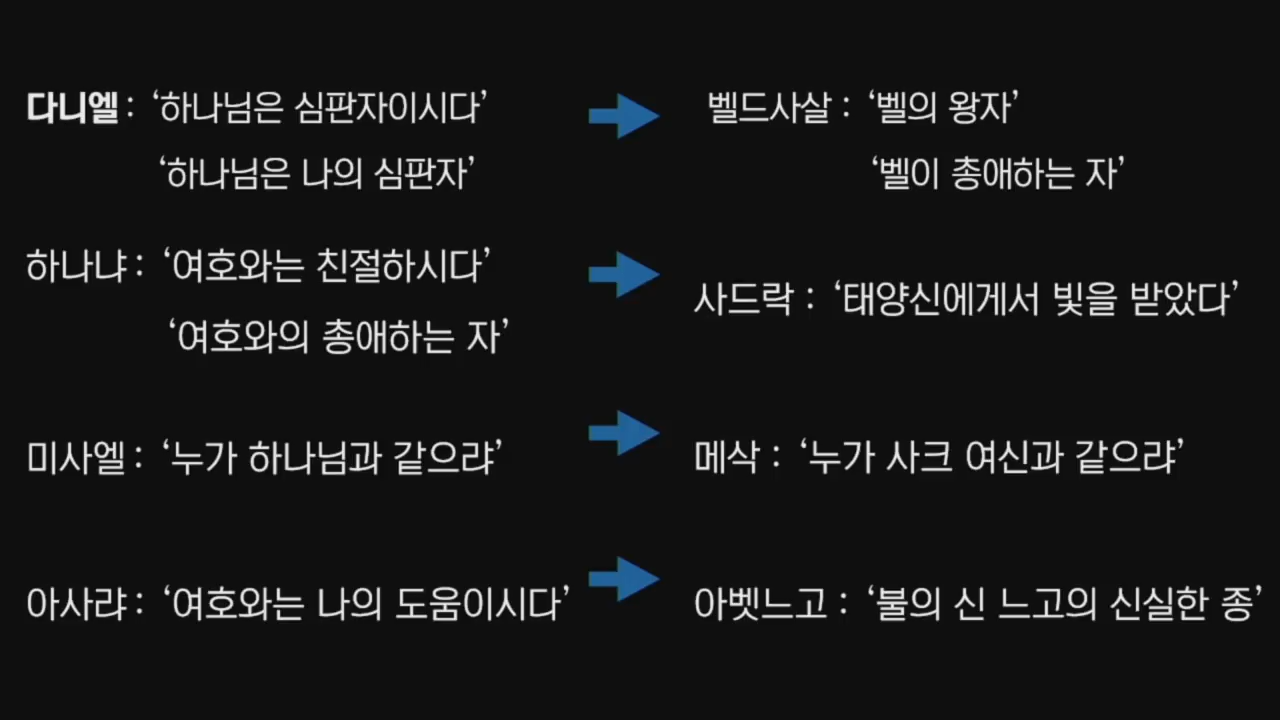 다니엘 : ‘하나님은 심판자이시다’
벨드사살 : ‘벨의 왕자’
‘하나님은 나의 심판자’
‘벨이 총애하는 자’
하나냐 : ‘여호와는 친절하시다’
사드락 : ‘태양신에게서 빛을 받았다’
‘여호와의 총애하는 자’
미사엘 : ‘누가 하나님과 같으랴’
메삭 : ‘누가 사크 여신과 같으랴’
아사랴 : ‘여호와는 나의 도움이시다’
아벳느고 : ‘불의 신 느고의 신실한 종’